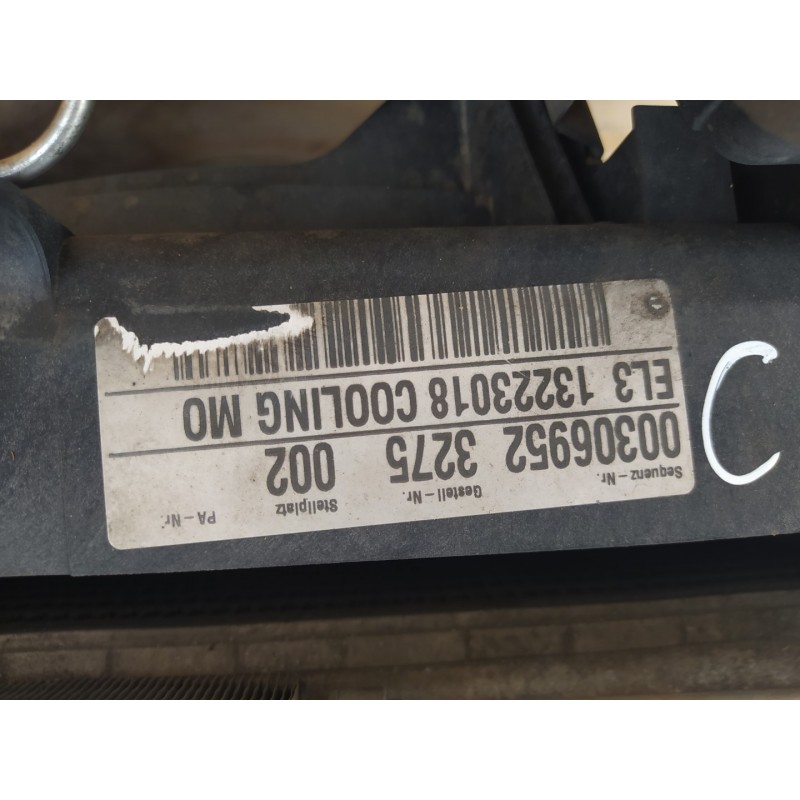 Sequenz-Nr. Gestell-Nr. Stellplatz PA-Nr.
00306952 3275 002
EL3 13223018 COOLING MO
C